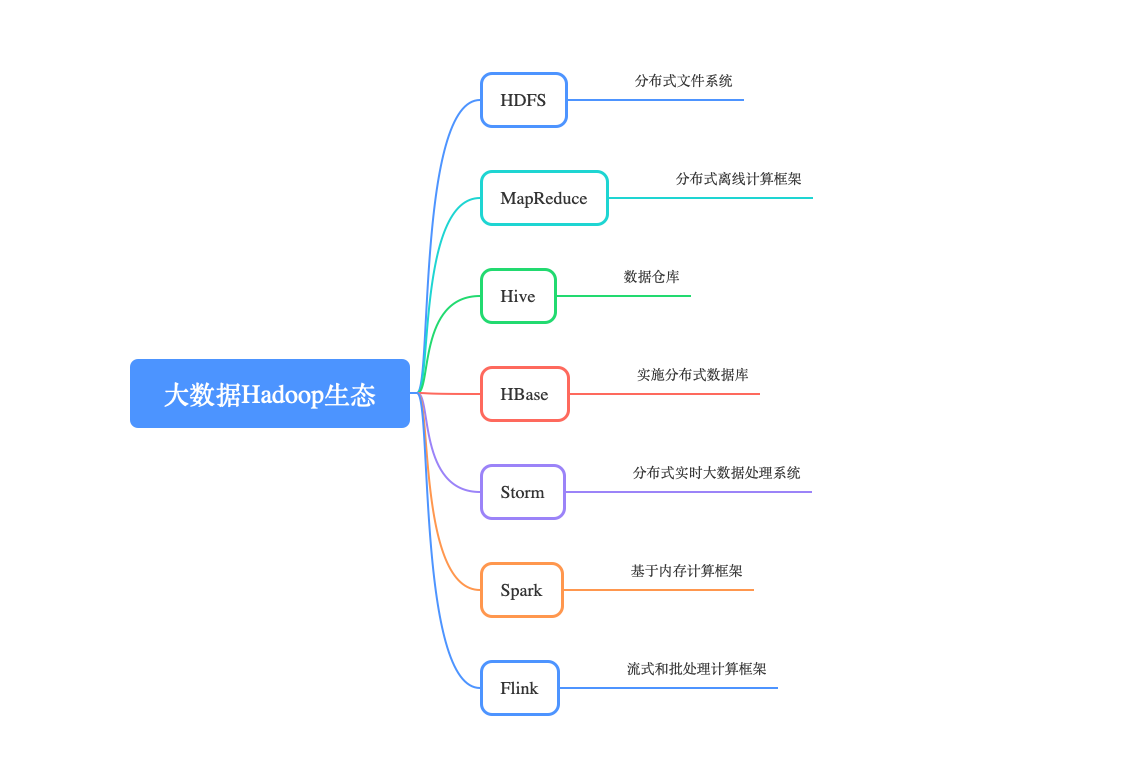 大数据Hadoop生态
HDFS
分布式文件系统
MapReduce
分布式离线计算框架
Hive
数据仓库
HBase
实施分布式数据库
Storm
分布式实时大数据处理系统
Spark
基于内存计算框架
Flink
流式和批处理计算框架